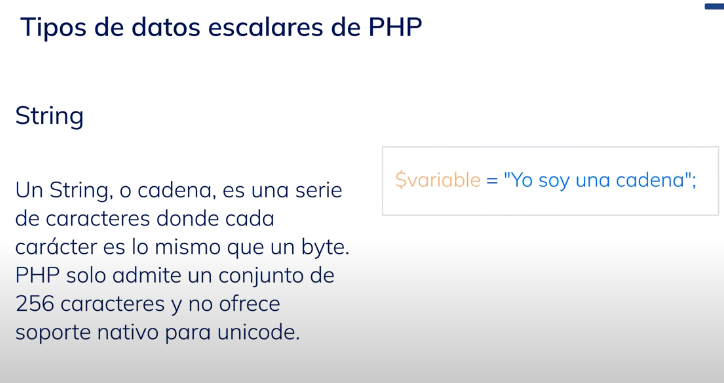 Tipos de datos escalares de PHP
String
Un String, o cadena, es una serie
de caracteres donde cada
$variable = "Yo soy una cadena";
carácter es lo mismo que un byte.
PHP solo admite un conjunto de
256 caracteres y no ofrece
soporte nativo para unicode.